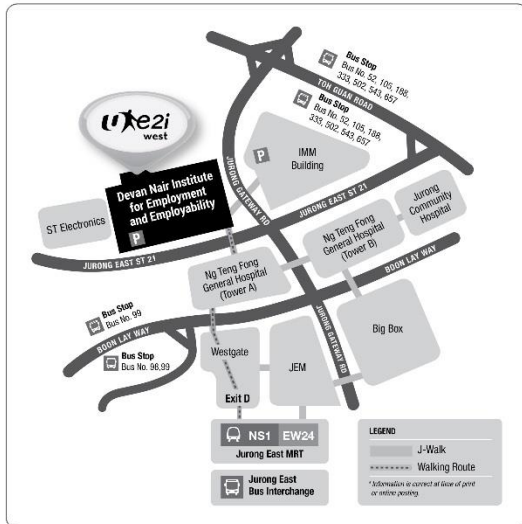 Bus Stop
Bus No. 52, 105, 188,
333, 502, 543, 657
TOH GUAN ROAD
Bus Stop
Bus No. 52, 105, 188,
333, 502, 543, 657
e2i
west
IMM
Building
P
JURONG GATEWAY RD
Devan Nair Institute
for Employment
and Employability
P
ST Electronics
JURONG EAST ST 21
JURONG EAST ST 21
Jurong
Community
Hospital
Ng Teng Fong
General Hospital
(Tower B)
Ng Teng Fong
General Hospital
(Tower A)
BOON LAY WAY
Bus Stop
Bus No. 99
BOON LAY WAY
Bus Stop
Bus No. 96,99
JURONG GATEWAY RD
Big Box
Westgate
JEM
Exit D
NS1 EW24
Jurong East MRT
Jurong East
Bus Interchange
LEGEND
J-Walk
Walking Route
* Information is correct at time of print
or online posting.